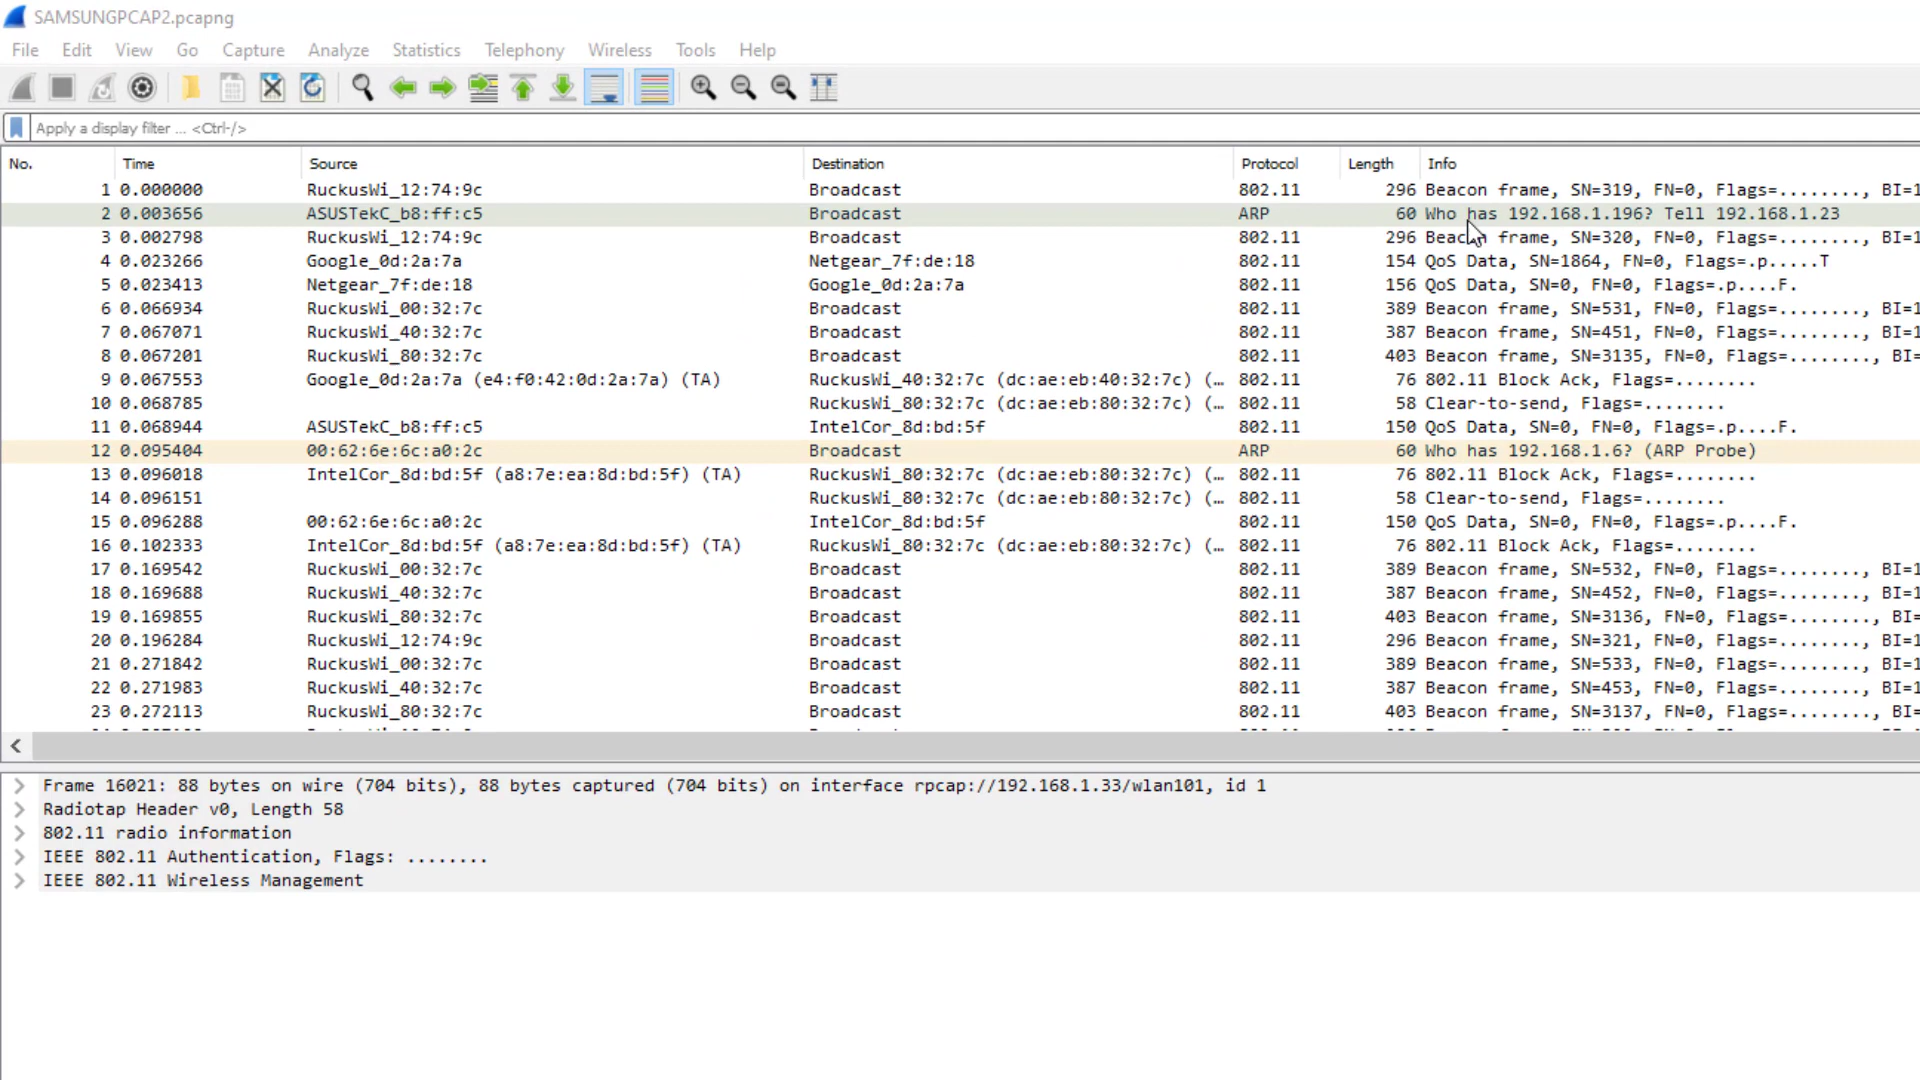 SAMSUNGPCAP2.pcapng
File Edit View Go Capture Analyze Statistics Telephony Wireless Tools Help
Apply a display filter ... <Ctrl-/>
No. Time Source Destination Protocol Length Info
1 0.000000 RuckusWi_12:74:9c Broadcast 802.11 296 Beacon frame, SN=319, FN=0, Flags=........, BI=1
2 0.003656 ASUSTekC_b8:ff:c5 Broadcast ARP 60 Who has 192.168.1.196? Tell 192.168.1.23
3 0.002798 RuckusWi_12:74:9c Broadcast 802.11 296 Beacon frame, SN=320, FN=0, Flags=........, BI=1
4 0.023266 Google_0d:2a:7a Netgear_7f:de:18 802.11 154 QoS Data, SN=1864, FN=0, Flags=.p.....T
5 0.023413 Netgear_7f:de:18 Google_0d:2a:7a 802.11 156 QoS Data, SN=0, FN=0, Flags=.p....F.
6 0.066934 RuckusWi_00:32:7c Broadcast 802.11 389 Beacon frame, SN=531, FN=0, Flags=........, BI=1
7 0.067071 RuckusWi_40:32:7c Broadcast 802.11 387 Beacon frame, SN=451, FN=0, Flags=........, BI=1
8 0.067201 RuckusWi_80:32:7c Broadcast 802.11 403 Beacon frame, SN=3135, FN=0, Flags=........, BI=
9 0.067553 Google_0d:2a:7a (e4:f0:42:0d:2a:7a) (TA) RuckusWi_40:32:7c (dc:ae:eb:40:32:7c) (… 802.11 76 802.11 Block Ack, Flags=........
10 0.068785 RuckusWi_80:32:7c (dc:ae:eb:80:32:7c) (… 802.11 58 Clear-to-send, Flags=........
11 0.068944 ASUSTekC_b8:ff:c5 IntelCor_8d:bd:5f 802.11 150 QoS Data, SN=0, FN=0, Flags=.p....F.
12 0.095404 00:62:6e:6c:a0:2c Broadcast ARP 60 Who has 192.168.1.6? (ARP Probe)
13 0.096018 IntelCor_8d:bd:5f (a8:7e:ea:8d:bd:5f) (TA) RuckusWi_80:32:7c (dc:ae:eb:80:32:7c) (… 802.11 76 802.11 Block Ack, Flags=........
14 0.096151 RuckusWi_80:32:7c (dc:ae:eb:80:32:7c) (… 802.11 58 Clear-to-send, Flags=........
15 0.096288 00:62:6e:6c:a0:2c IntelCor_8d:bd:5f 802.11 150 QoS Data, SN=0, FN=0, Flags=.p....F.
16 0.102333 IntelCor_8d:bd:5f (a8:7e:ea:8d:bd:5f) (TA) RuckusWi_80:32:7c (dc:ae:eb:80:32:7c) (… 802.11 76 802.11 Block Ack, Flags=........
17 0.169542 RuckusWi_00:32:7c Broadcast 802.11 389 Beacon frame, SN=532, FN=0, Flags=........, BI=1
18 0.169688 RuckusWi_40:32:7c Broadcast 802.11 387 Beacon frame, SN=452, FN=0, Flags=........, BI=1
19 0.169855 RuckusWi_80:32:7c Broadcast 802.11 403 Beacon frame, SN=3136, FN=0, Flags=........, BI=
20 0.196284 RuckusWi_12:74:9c Broadcast 802.11 296 Beacon frame, SN=321, FN=0, Flags=........, BI=1
21 0.271842 RuckusWi_00:32:7c Broadcast 802.11 389 Beacon frame, SN=533, FN=0, Flags=........, BI=1
22 0.271983 RuckusWi_40:32:7c Broadcast 802.11 387 Beacon frame, SN=453, FN=0, Flags=........, BI=1
23 0.272113 RuckusWi_80:32:7c Broadcast 802.11 403 Beacon frame, SN=3137, FN=0, Flags=........, BI=
Frame 16021: 88 bytes on wire (704 bits), 88 bytes captured (704 bits) on interface rpcap://192.168.1.33/wlan101, id 1
Radiotap Header v0, Length 58
802.11 radio information
IEEE 802.11 Authentication, Flags: ........
IEEE 802.11 Wireless Management